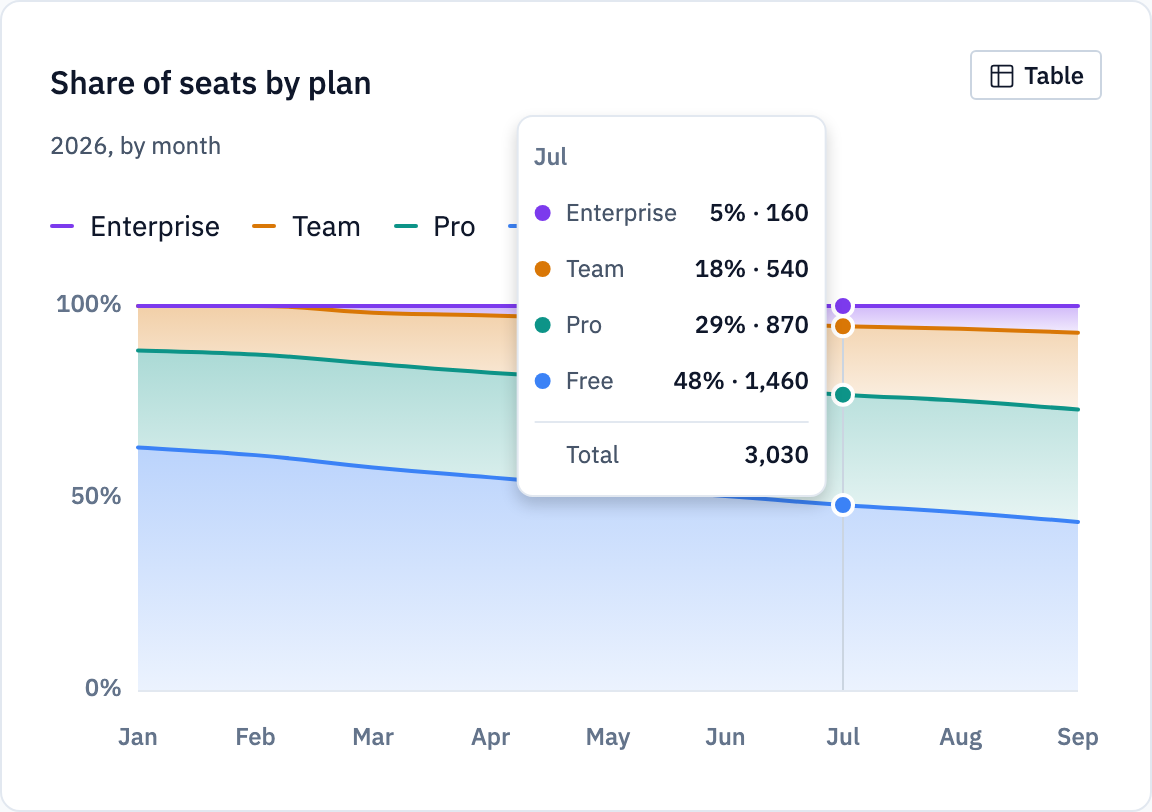 Share of seats by plan
Table
2026, by month
Enterprise Team Pro
Jul
Enterprise 5% · 160
Team 18% · 540
Pro 29% · 870
Free 48% · 1,460
Total 3,030
100%
50%
0%
Jan Feb Mar Apr May Jun Jul Aug Sep